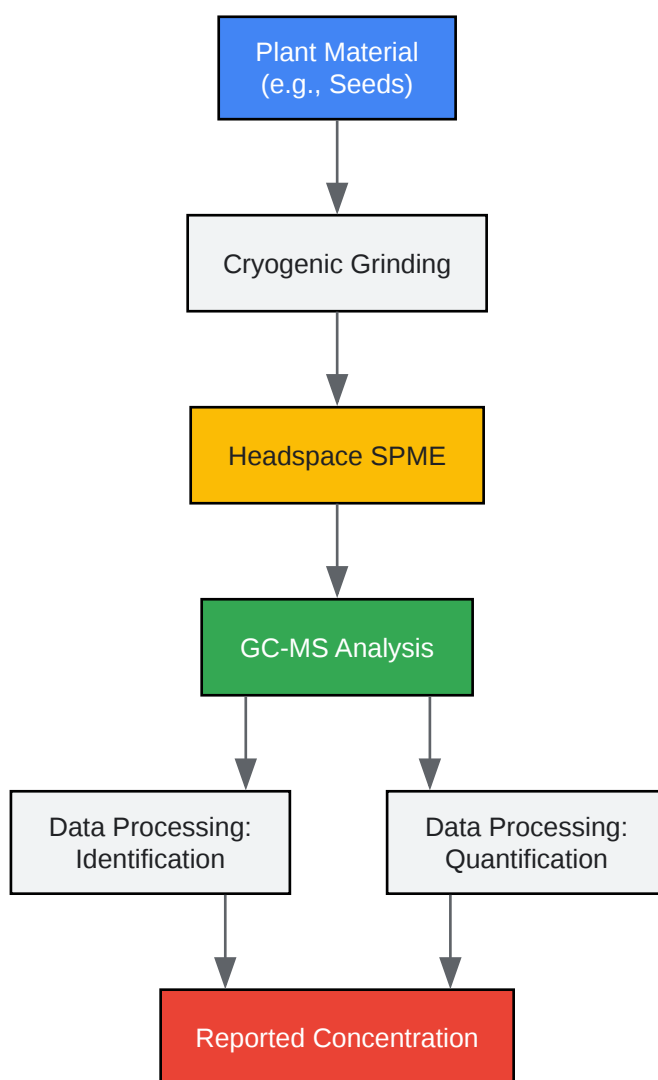 Plant Material
(e.g., Seeds)
Cryogenic Grinding
Headspace SPME
GC-MS Analysis
Data Processing:
Identification
Data Processing:
Quantification
Reported Concentration